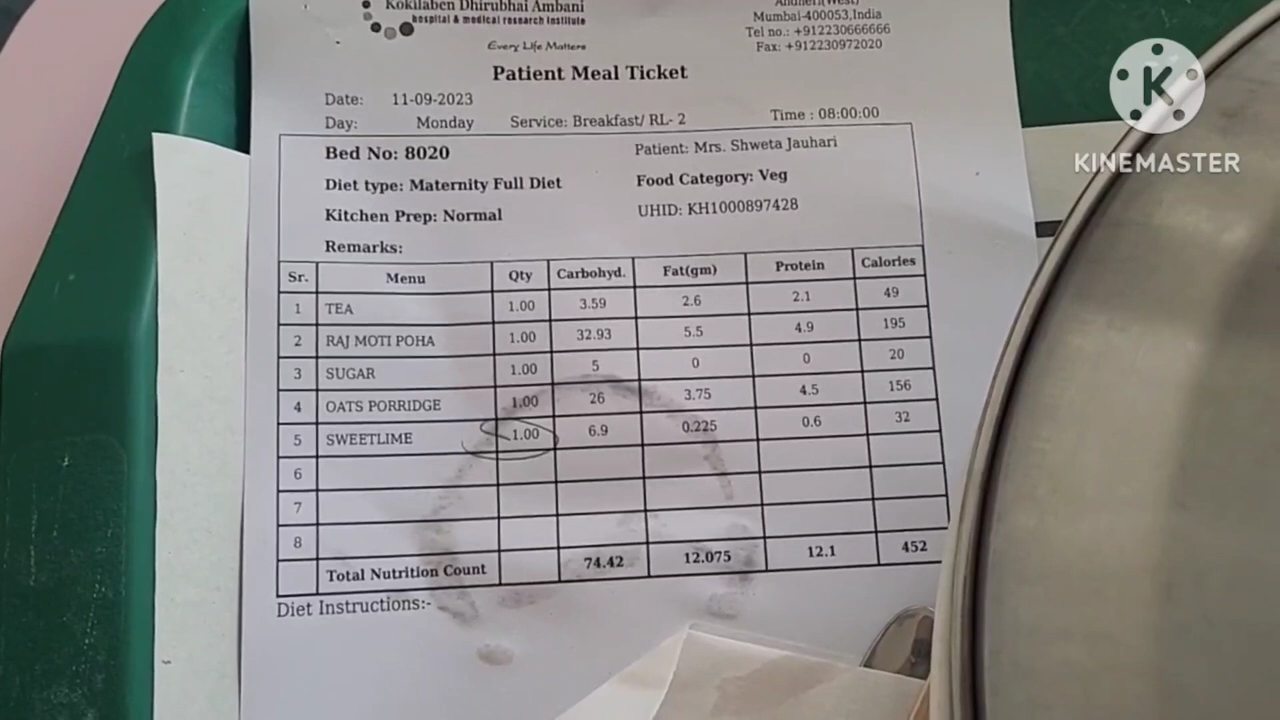 Kokilaben Dhirubhai Ambani
hospital & medical research institute
Every Life Matters
Andheri(West)
Mumbai-400053,India
Tel no.: +912230666666
Fax: +912230972020
Patient Meal Ticket
Date: 11-09-2023
Day: Monday Service: Breakfast/ RL- 2 Time : 08:00:00
Bed No: 8020 Patient: Mrs. Shweta Jauhari
Diet type: Maternity Full Diet Food Category: Veg
Kitchen Prep: Normal UHID: KH1000897428
Remarks:
Sr. Menu Qty Carbohyd. Fat(gm) Protein Calories
1 TEA 1.00 3.59 2.6 2.1 49
2 RAJ MOTI POHA 1.00 32.93 5.5 4.9 195
3 SUGAR 1.00 5 0 0 20
4 OATS PORRIDGE 1.00 26 3.75 4.5 156
5 SWEETLIME 1.00 6.9 0.225 0.6 32
6
7
8
Total Nutrition Count 74.42 12.075 12.1 452
Diet Instructions:-
K
KINEMASTER